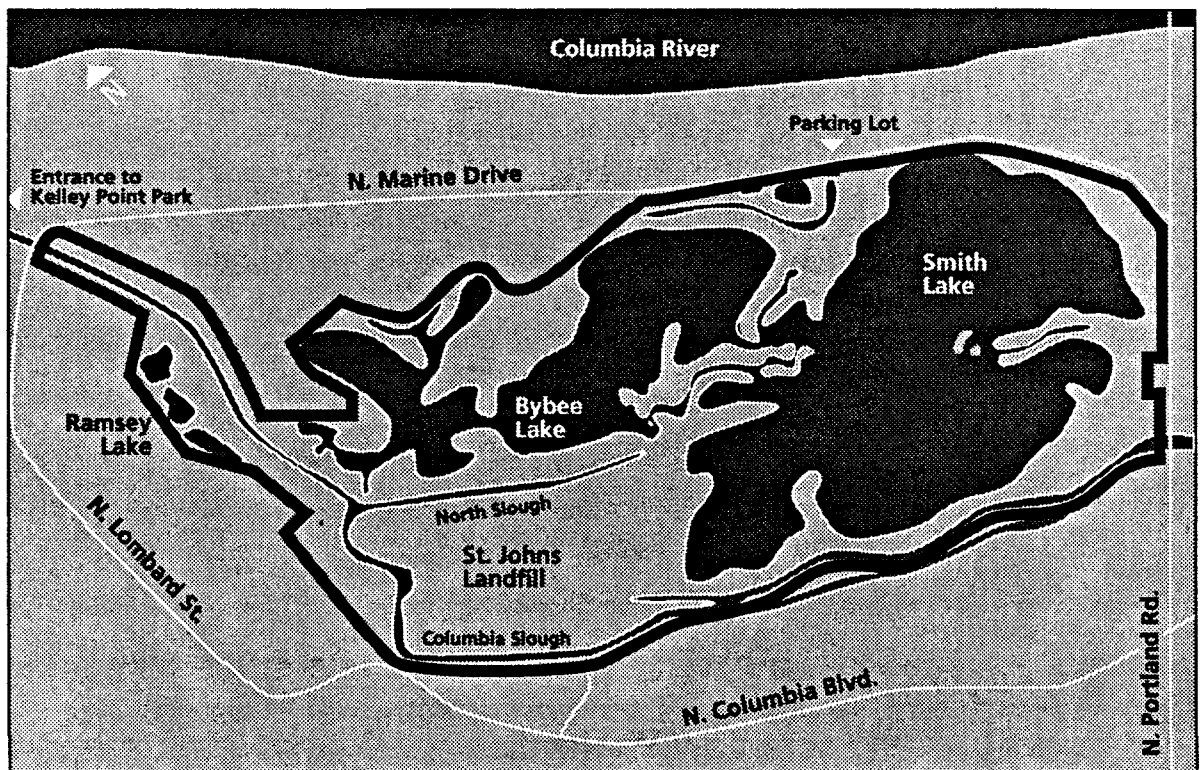 Columbia River
N
Parking Lot
Entrance to
Kelley Point Park
N. Marine Drive
Smith
Lake
Bybee
Lake
Ramsey
Lake
North Slough
N. Lombard St.
St. Johns
Landfill
Columbia Slough
N. Columbia Blvd.
N. Portland Rd.